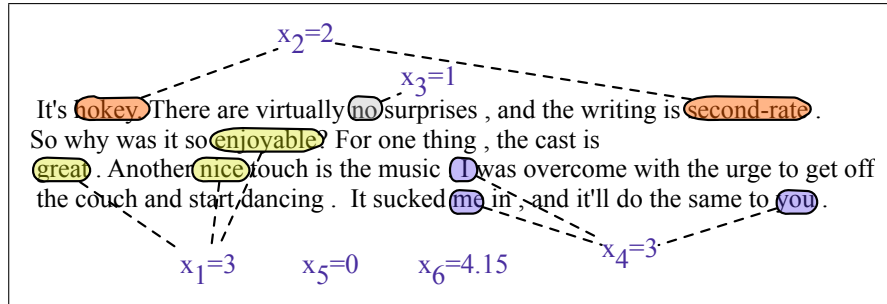 x2=2
x3=1
It's hokey. There are virtually no surprises , and the writing is second-rate .
So why was it so enjoyable? For one thing , the cast is
great . Another nice touch is the music I was overcome with the urge to get off
the couch and start dancing . It sucked me in , and it'll do the same to you .
x1=3 x5=0 x6=4.15 x4=3